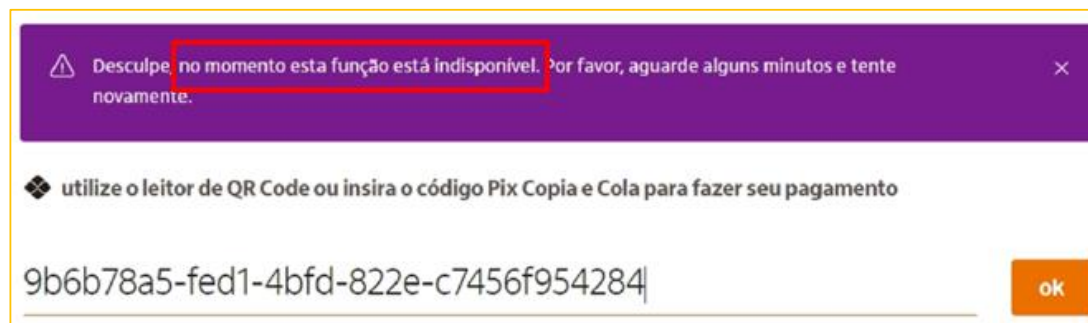 Desculpe, no momento esta função está indisponível. Por favor, aguarde alguns minutos e tente
novamente.
utilize o leitor de QR Code ou insira o código Pix Copia e Cola para fazer seu pagamento
9b6b78a5-fed1-4bfd-822e-c7456f954284
ok